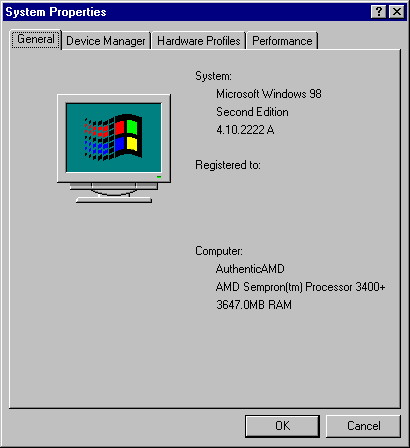 System Properties
General Device Manager Hardware Profiles Performance
System:
Microsoft Windows 98
Second Edition
4.10.2222 A
Registered to:
Computer:
AuthenticAMD
AMD Sempron(tm) Processor 3400+
3647.0MB RAM
OK Cancel